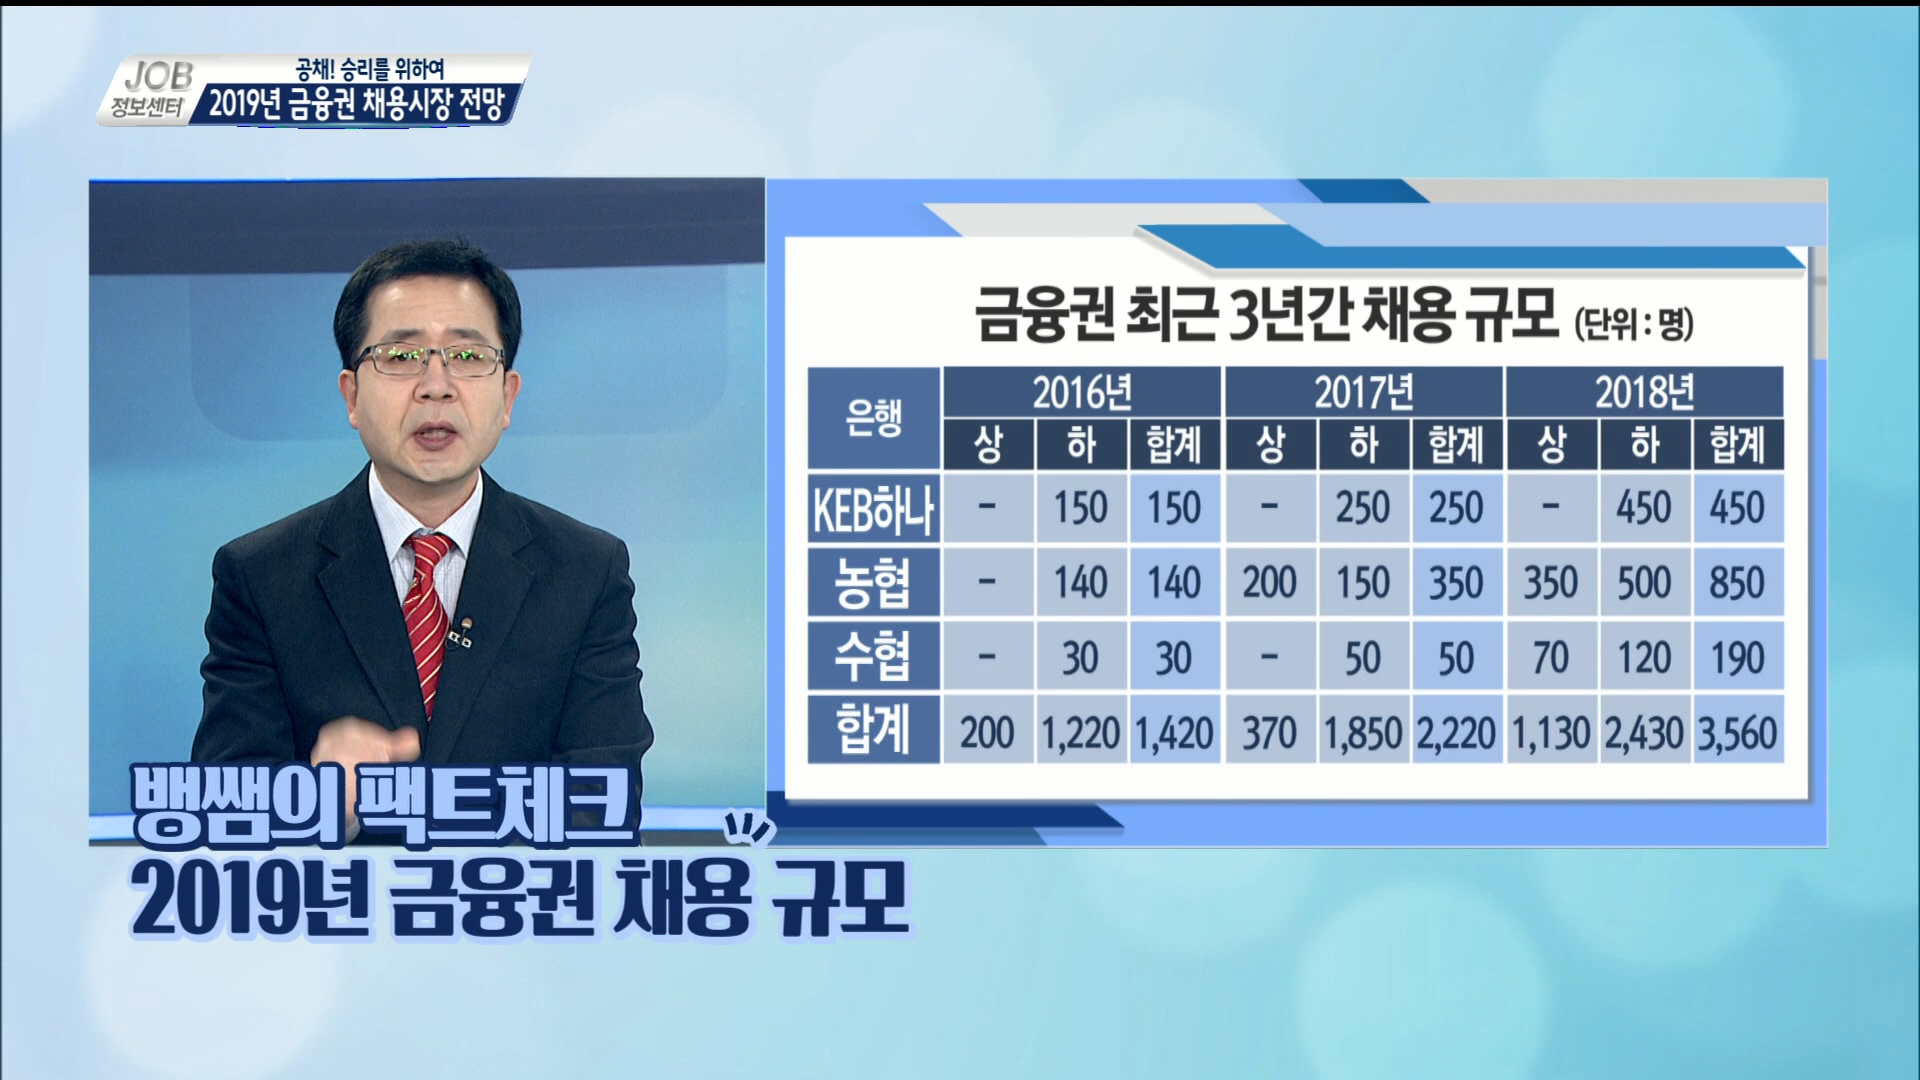 JOB
정보센터
공채! 승리를 위하여
2019년 금융권 채용시장 전망
금융권 최근 3년간 채용 규모 (단위 : 명)
은행 2016년 2017년 2018년
상 하 합계 상 하 합계 상 하 합계
KEB하나 - 150 150 - 250 250 - 450 450
농협 - 140 140 200 150 350 350 500 850
수협 - 30 30 - 50 50 70 120 190
합계 200 1,220 1,420 370 1,850 2,220 1,130 2,430 3,560
뱅쌤의 팩트체크
2019년 금융권 채용 규모